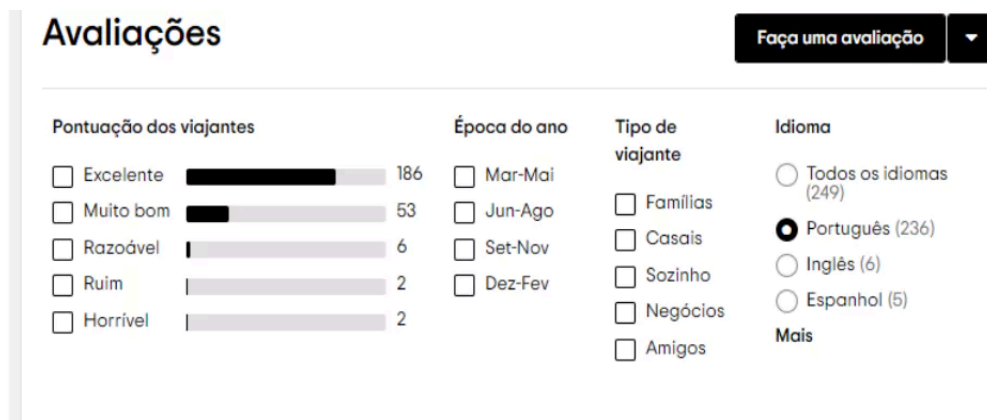 Avaliações
Faça uma avaliação
Pontuação dos viajantes
Excelente 186
Muito bom 53
Razoável 6
Ruim 2
Horrível 2
Época do ano
Mar-Mai
Jun-Ago
Set-Nov
Dez-Fev
Tipo de
viajante
Famílias
Casais
Sozinho
Negócios
Amigos
Idioma
Todos os idiomas
(249)
Português (236)
Inglês (6)
Espanhol (5)
Mais